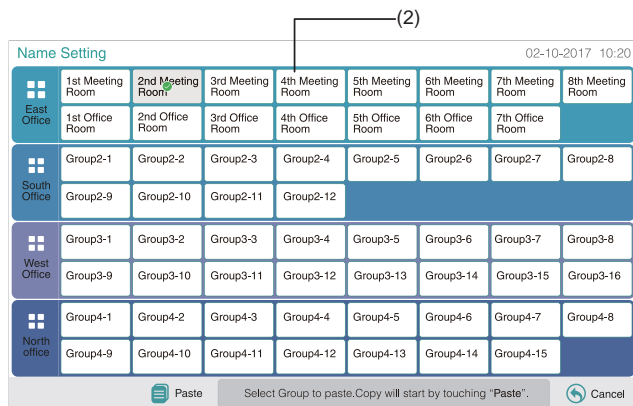 (2)
Name Setting 02-10-2017 10:20
East
Office
1st Meeting
Room
2nd Meeting
Room
3rd Meeting
Room
4th Meeting
Room
5th Meeting
Room
6th Meeting
Room
7th Meeting
Room
8th Meeting
Room
1st Office
Room
2nd Office
Room
3rd Office
Room
4th Office
Room
5th Office
Room
6th Office
Room
7th Office
Room
South
Office
Group2-1 Group2-2 Group2-3 Group2-4 Group2-5 Group2-6 Group2-7 Group2-8
Group2-9 Group2-10 Group2-11 Group2-12
West
Office
Group3-1 Group3-2 Group3-3 Group3-4 Group3-5 Group3-6 Group3-7 Group3-8
Group3-9 Group3-10 Group3-11 Group3-12 Group3-13 Group3-14 Group3-15 Group3-16
North
office
Group4-1 Group4-2 Group4-3 Group4-4 Group4-5 Group4-6 Group4-7 Group4-8
Group4-9 Group4-10 Group4-11 Group4-12 Group4-13 Group4-14 Group4-15
Paste Select Group to paste.Copy will start by touching "Paste". Cancel